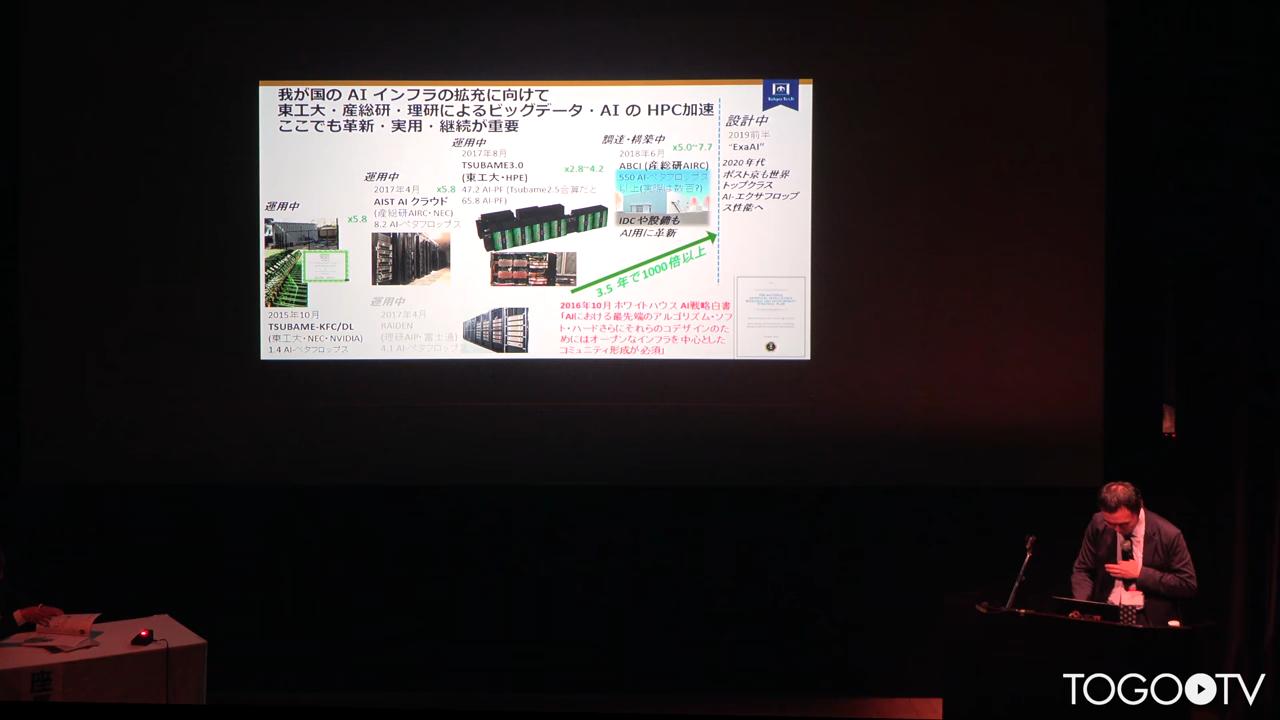 我が国の AI インフラの拡充に向けて
東工大・産総研・理研によるビッグデータ・AI の HPC加速
ここでも革新・実用・継続が重要
Tokyo Tech
運用中
2015年10月
TSUBAME-KFC/DL
(東工大・NEC・NVIDIA)
1.4 AI-ペタフロップス
x5.8
運用中
2017年4月
x5.8
AIST AI クラウド
(産総研AIRC・NEC)
8.2 AI-ペタフロップス
運用中
2017年4月
RAIDEN
(理研AIP・富士通)
4.1 AI-ペタフロップス
運用中
2017年8月
TSUBAME3.0
(東工大・HPE)
x2.8~4.2
47.2 AI-PF (Tsubame2.5合算だと
65.8 AI-PF)
調達・構築中
2018年6月
x5.0~7.7
ABCI (産総研AIRC)
550 AI-ペタフロップス
以上(実際は数百?)
IDCや設備も
AI用に革新
3.5 年で1000倍以上
設計中
2019前半
“ExaAI”
2020年代
ポスト京も世界
トップクラス
AI-エクサフロップ
ス性能へ
2016年10月 ホワイトハウス AI戦略白書
「AIにおける最先端のアルゴリズム・ソフ
ト・ハードさらにそれらのコデザインのた
めにはオープンなインフラを中心とした
コミュニティ形成が必須」
座
TOGO TV